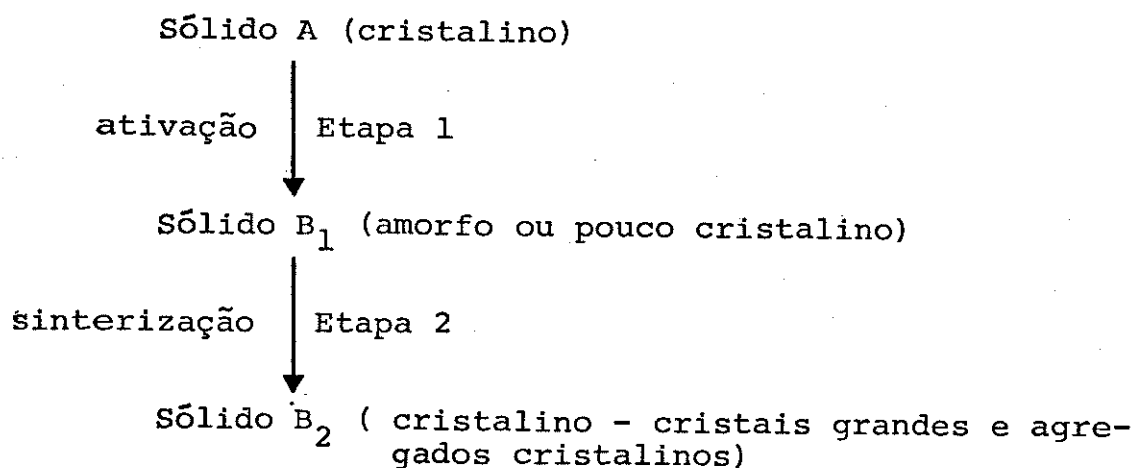 Sólido A (cristalino)
ativação Etapa 1
Sólido B₁ (amorfo ou pouco cristalino)
sinterização Etapa 2
Sólido B₂ ( cristalino - cristais grandes e agre-
gados cristalinos)